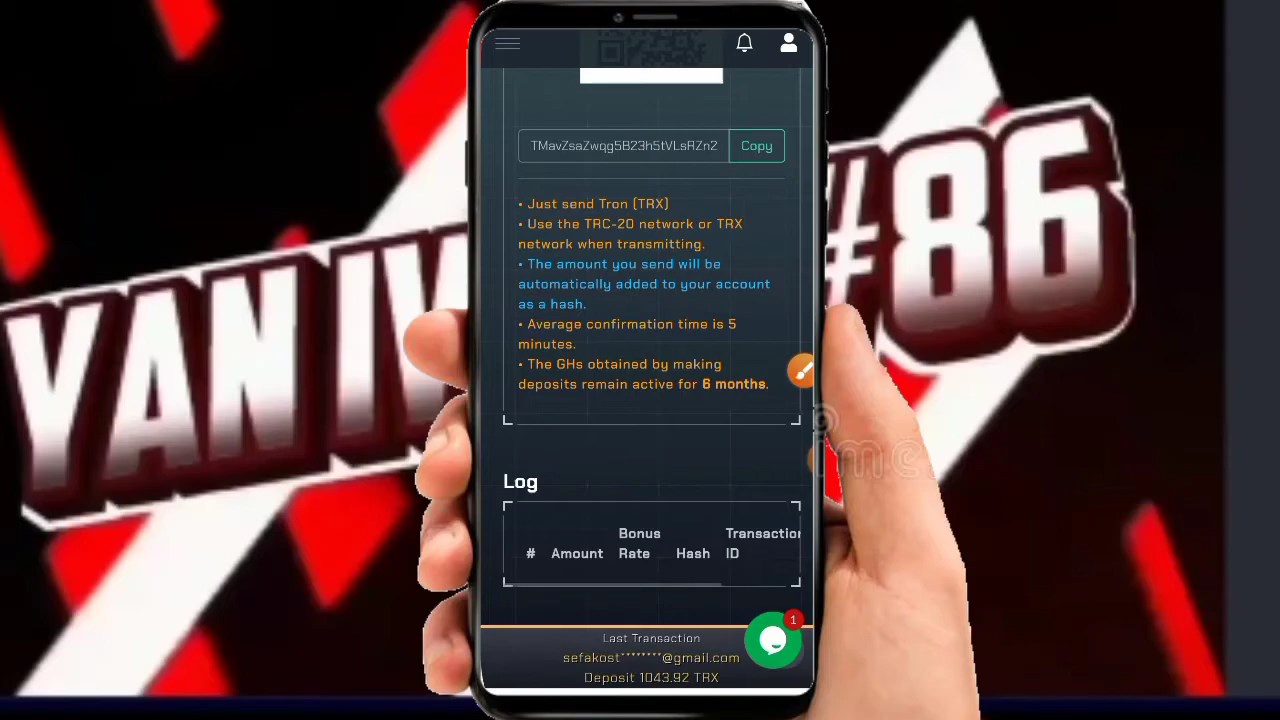 YAN IV
#86
TMavZsaZwqg5B23h5tVLsRZn2
Copy
• Just send Tron (TRX)
• Use the TRC-20 network or TRX
network when transmitting.
• The amount you send will be
automatically added to your account
as a hash.
• Average confirmation time is 5
minutes.
• The GHs obtained by making
deposits remain active for 6 months.
Log
# Amount Bonus Rate Hash Transaction ID
1
Last Transaction
sefakost********@gmail.com
Deposit 1043.92 TRX